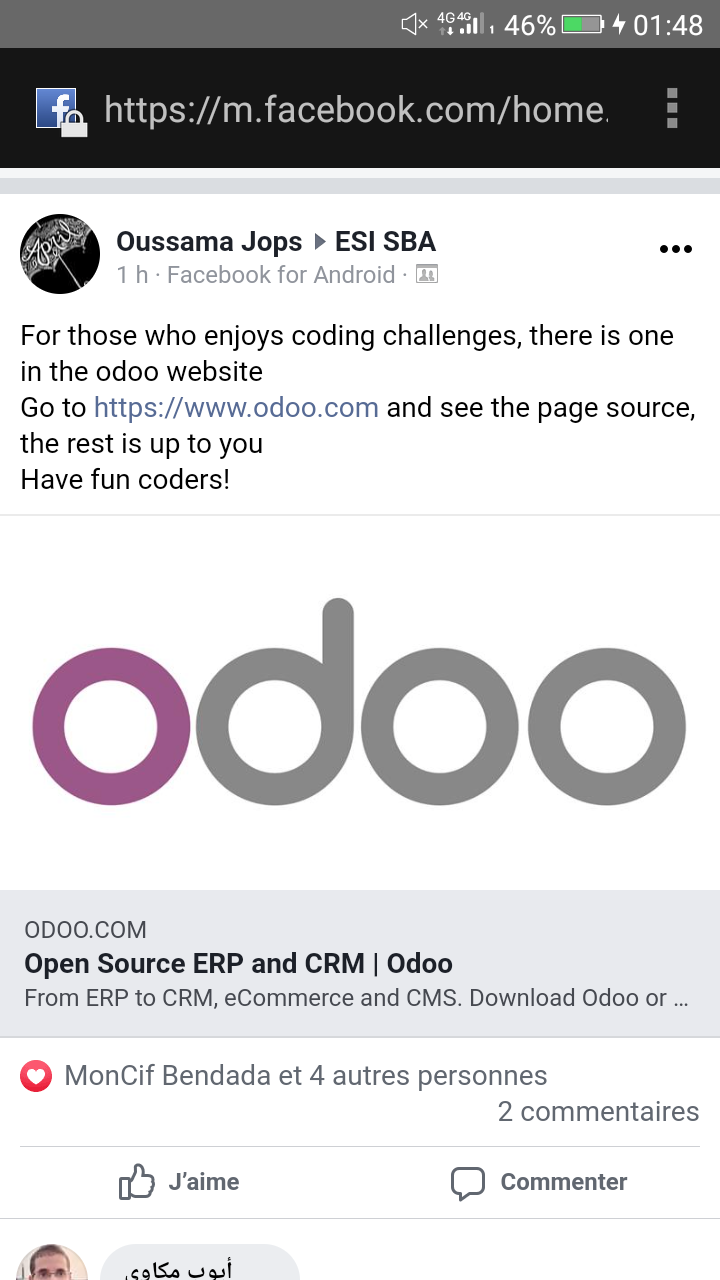 4G 4G 1 46% 01:48
https://m.facebook.com/home.
April
Oussama Jops ESI SBA
1 h · Facebook for Android ·
For those who enjoys coding challenges, there is one
in the odoo website
Go to https://www.odoo.com and see the page source,
the rest is up to you
Have fun coders!
odoo
ODOO.COM
Open Source ERP and CRM | Odoo
From ERP to CRM, eCommerce and CMS. Download Odoo or ...
MonCif Bendada et 4 autres personnes
2 commentaires
J’aime Commenter
أيوب مكاوي